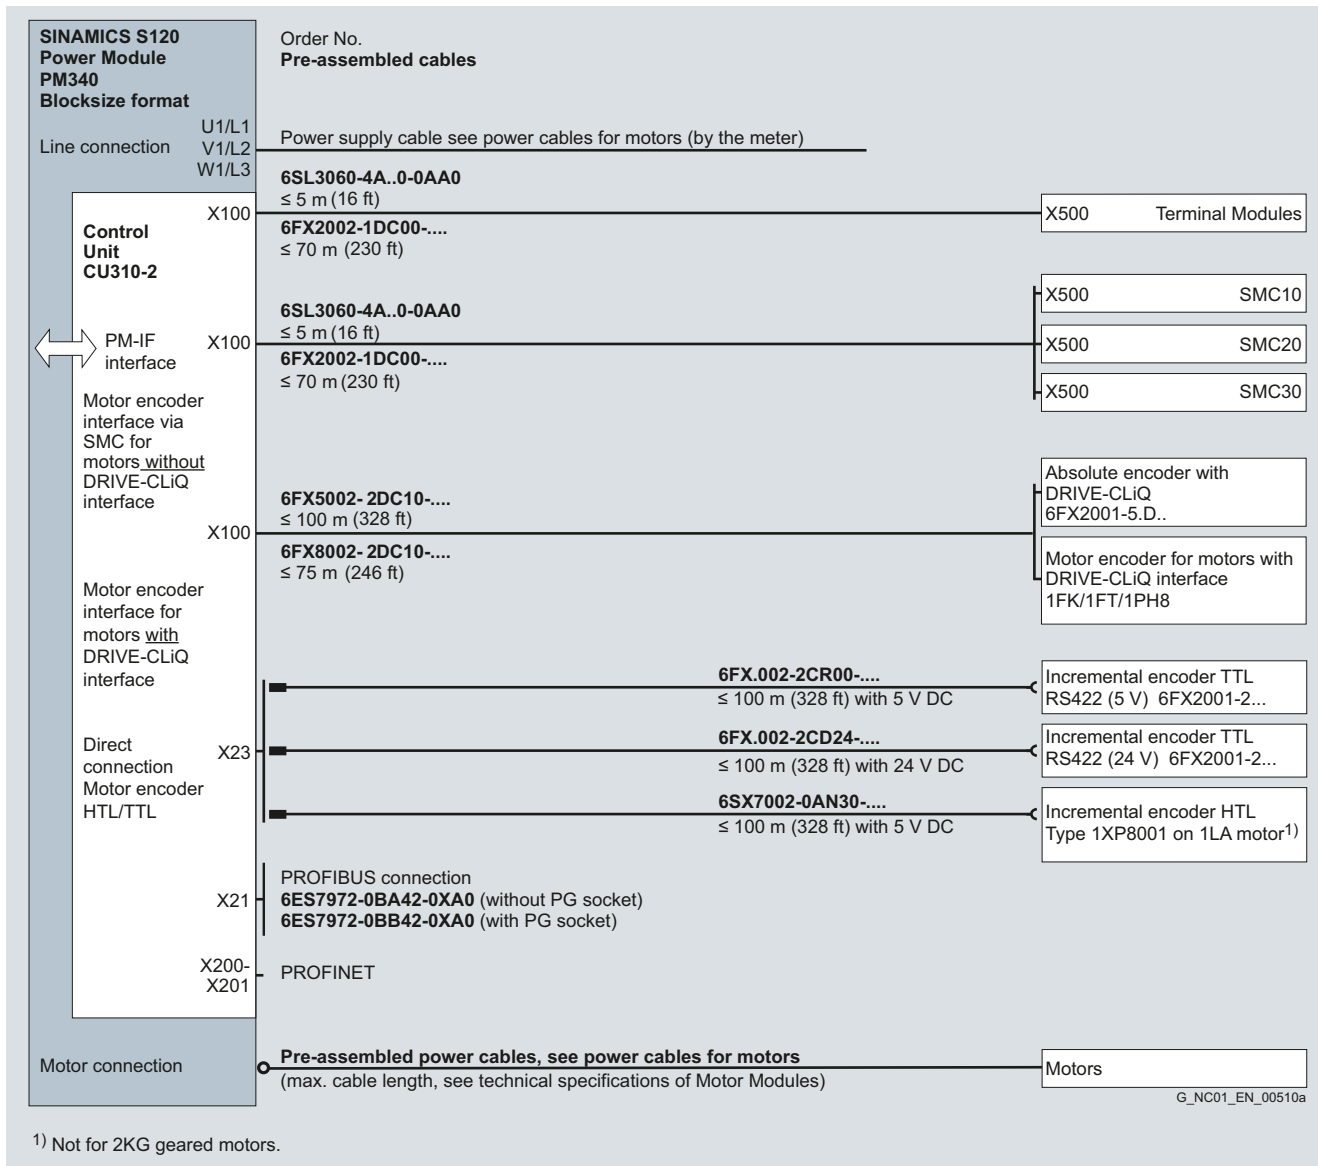 SINAMICS S120
Power Module
PM340
Blocksize format
Order No.
Pre-assembled cables
Line connection
U1/L1
V1/L2
W1/L3
Power supply cable see power cables for motors (by the meter)
Control
Unit
CU310-2
X100
6SL3060-4A..0-0AA0
≤ 5 m (16 ft)
6FX2002-1DC00-....
≤ 70 m (230 ft)
X500 Terminal Modules
PM-IF
interface
X100
6SL3060-4A..0-0AA0
≤ 5 m (16 ft)
6FX2002-1DC00-....
≤ 70 m (230 ft)
X500 SMC10
X500 SMC20
X500 SMC30
Motor encoder
interface via
SMC for
motors without
DRIVE-CLiQ
interface
X100
6FX5002- 2DC10-....
≤ 100 m (328 ft)
6FX8002- 2DC10-....
≤ 75 m (246 ft)
Absolute encoder with
DRIVE-CLiQ
6FX2001-5.D..
Motor encoder for motors with
DRIVE-CLiQ interface
1FK/1FT/1PH8
Motor encoder
interface for
motors with
DRIVE-CLiQ
interface
Direct
connection
Motor encoder
HTL/TTL
X23
6FX.002-2CR00-....
≤ 100 m (328 ft) with 5 V DC
Incremental encoder TTL
RS422 (5 V) 6FX2001-2...
6FX.002-2CD24-....
≤ 100 m (328 ft) with 24 V DC
Incremental encoder TTL
RS422 (24 V) 6FX2001-2...
6SX7002-0AN30-....
≤ 100 m (328 ft) with 5 V DC
Incremental encoder HTL
Type 1XP8001 on 1LA motor1)
X21
PROFIBUS connection
6ES7972-0BA42-0XA0 (without PG socket)
6ES7972-0BB42-0XA0 (with PG socket)
X200-
X201
PROFINET
Motor connection
Pre-assembled power cables, see power cables for motors
(max. cable length, see technical specifications of Motor Modules)
Motors
G_NC01_EN_00510a
1) Not for 2KG geared motors.